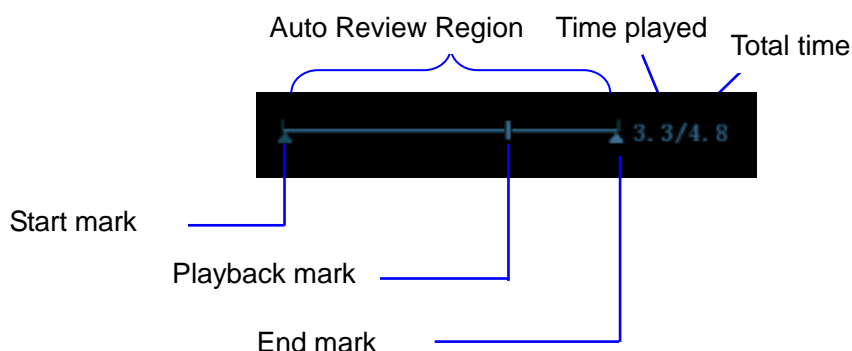 Auto Review Region
Time played
Total time
3.3/4.8
Start mark
Playback mark
End mark